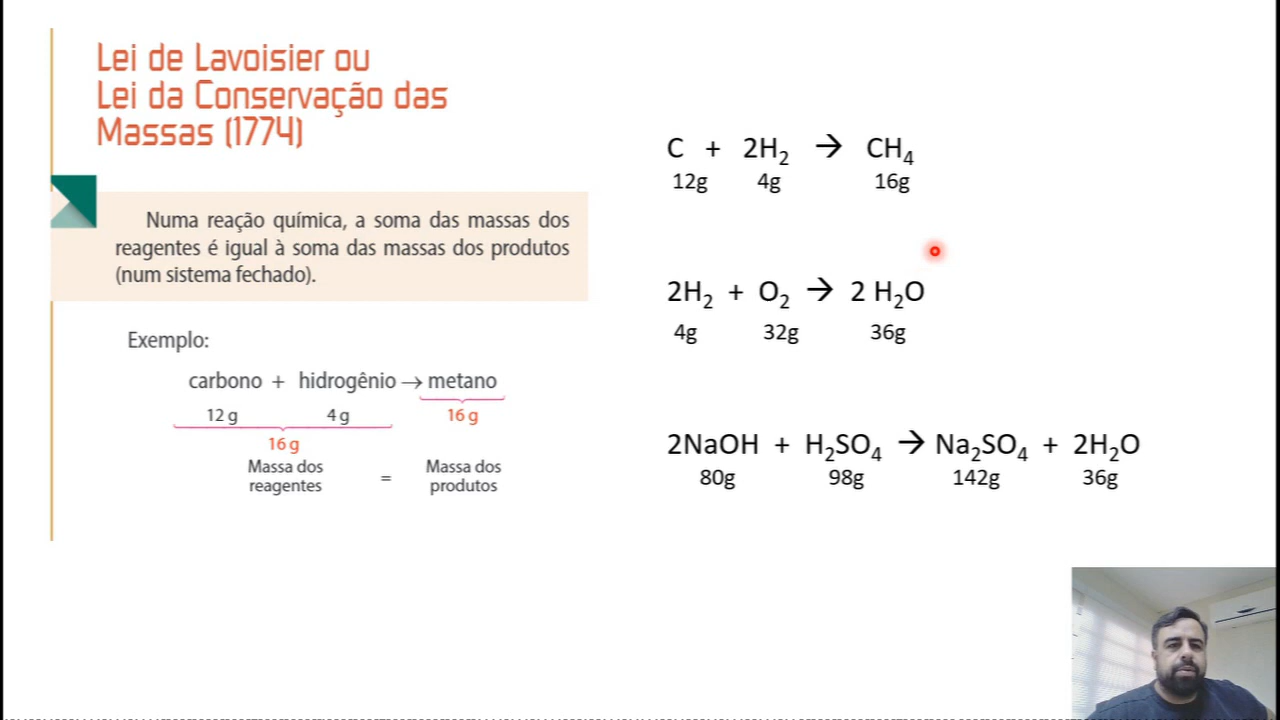 Lei de Lavoisier ou
Lei da Conservação das
Massas (1774)
Numa reação química, a soma das massas dos
reagentes é igual à soma das massas dos produtos
(num sistema fechado).
Exemplo:
carbono + hidrogênio → metano
12 g 4 g 16 g
16 g
Massa dos reagentes = Massa dos produtos
C + 2H₂ → CH₄
12g 4g 16g
2H₂ + O₂ → 2 H₂O
4g 32g 36g
2NaOH + H₂SO₄ → Na₂SO₄ + 2H₂O
80g 98g 142g 36g